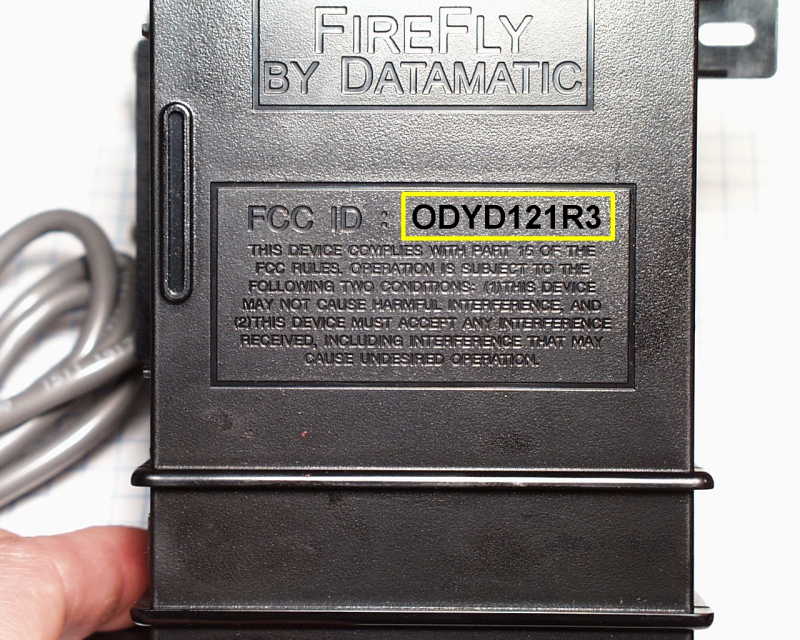 FIREFLY
BY DATAMATIC
FCC ID : ODYD121R3
THIS DEVICE COMPLIES WITH PART 15 OF THE
FCC RULES. OPERATION IS SUBJECT TO THE
FOLLOWING TWO CONDITIONS: (1)THIS DEVICE
MAY NOT CAUSE HARMFUL INTERFERENCE, AND
(2)THIS DEVICE MUST ACCEPT ANY INTERFERENCE
RECEIVED, INCLUDING INTERFERENCE THAT MAY
CAUSE UNDESIRED OPERATION.